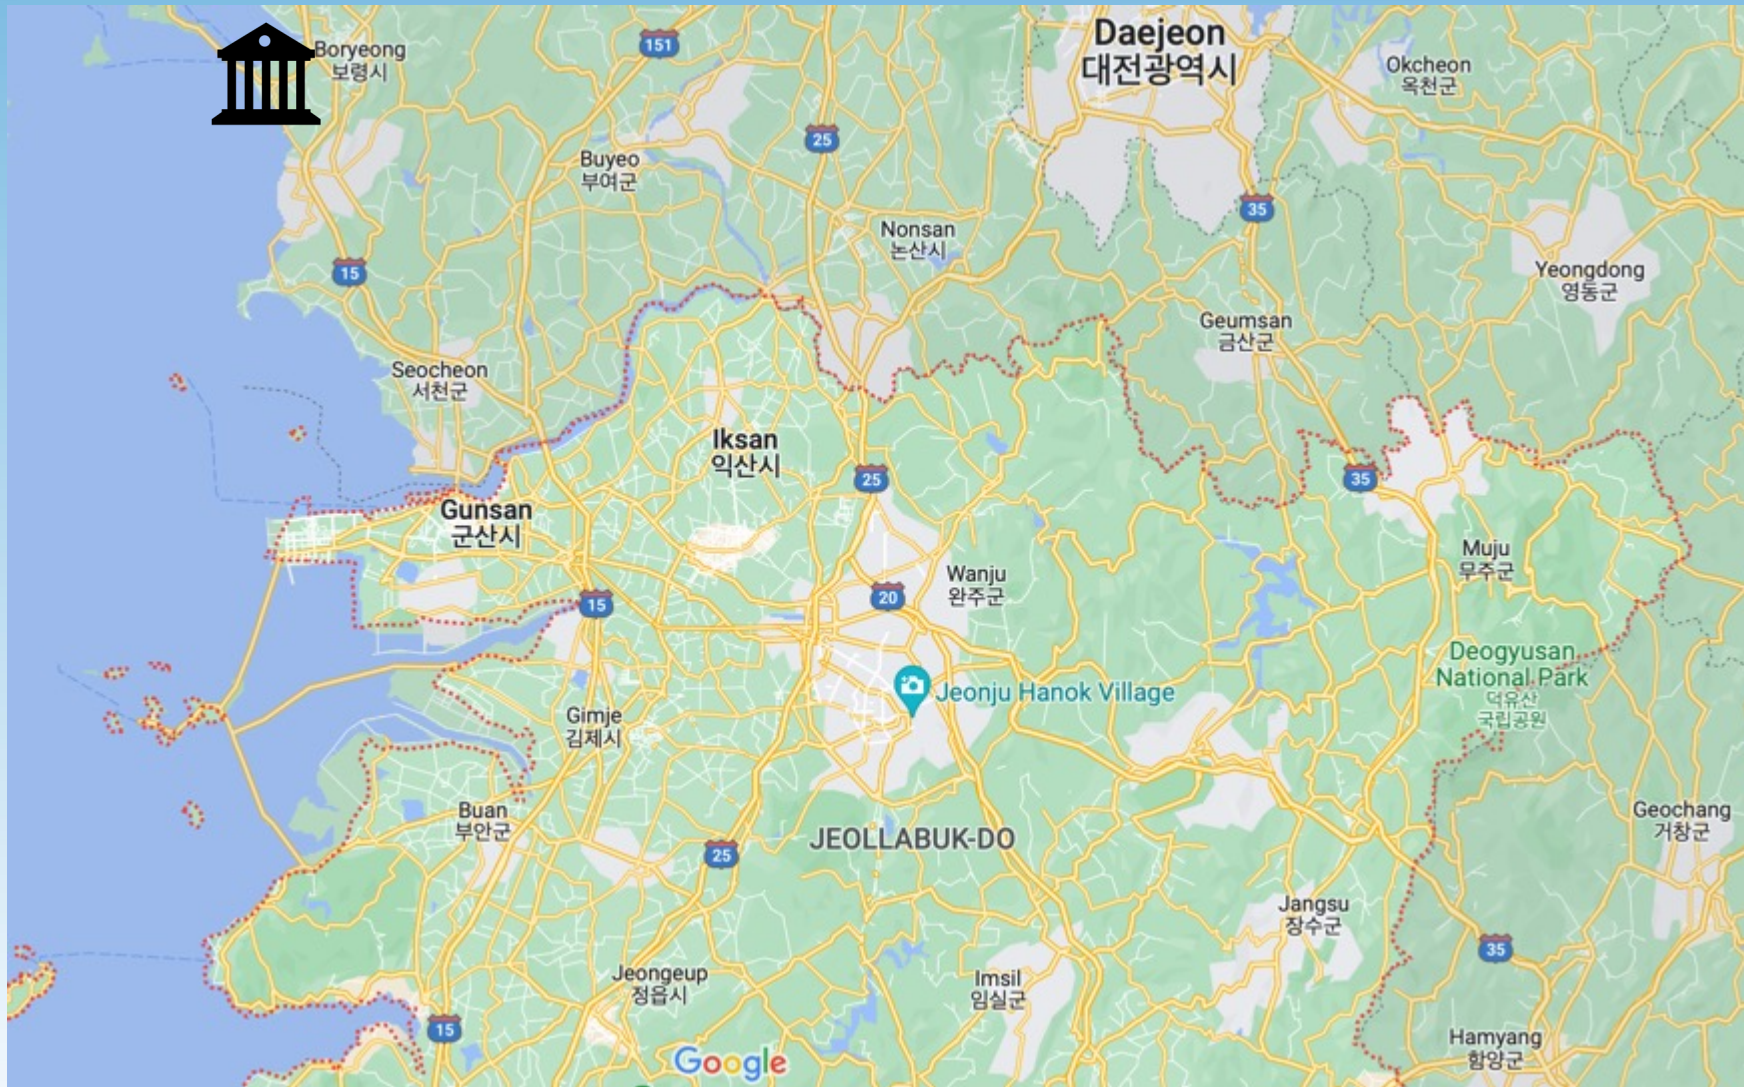 Boryeong
보령시
151
Daejeon
대전광역시
Okcheon
옥천군
25
Buyeo
부여군
35
Nonsan
논산시
15
Yeongdong
영동군
Geumsan
금산군
Seocheon
서천군
Iksan
익산시
25
35
Gunsan
군산시
Muju
무주군
Wanju
완주군
20
15
Deogyusan
National Park
덕유산
국립공원
Jeonju Hanok Village
Gimje
김제시
Buan
부안군
Geochang
거창군
JEOLLABUK-DO
25
Jangsu
장수군
35
Jeongeup
정읍시
Imsil
임실군
15
Hamyang
함양군
Google